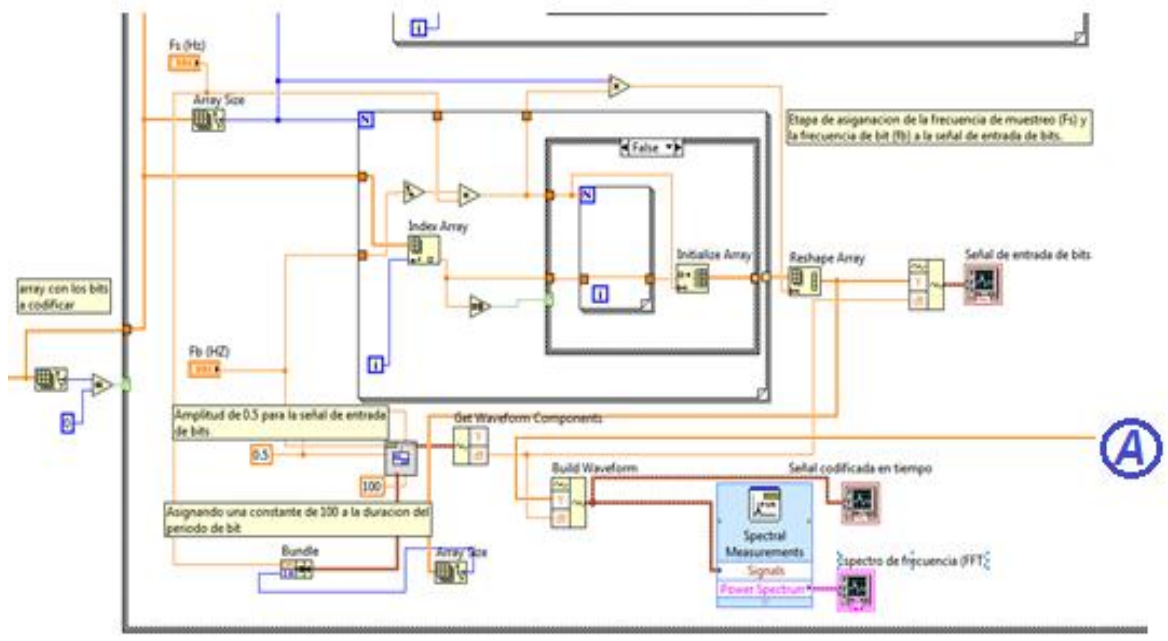 i
Fs (Hz)
Array Size
N
Etapa de asiganacion de la frecuencia de muestreo (Fs) y
la frecuencia de bit (fb) a la señal de entrada de bits.
False
N
Index Array
Initialize Array
Reshape Array
Señal de entrada de bits
array con los bits
a codificar
i
Fb (HZ)
i
0
Amplitud de 0.5 para la señal de entrada
de bits
Get Waveform Components
Y
dt
0.5
A
Build Waveform
Señal codificada en tiempo
100
Y
dt
Asignando una constante de 100 a la duracion del
periodo de bit
Spectral
Measurements
Bundle
Array Size
Signals
Power Spectrum
espectro de frecuencia (FFT